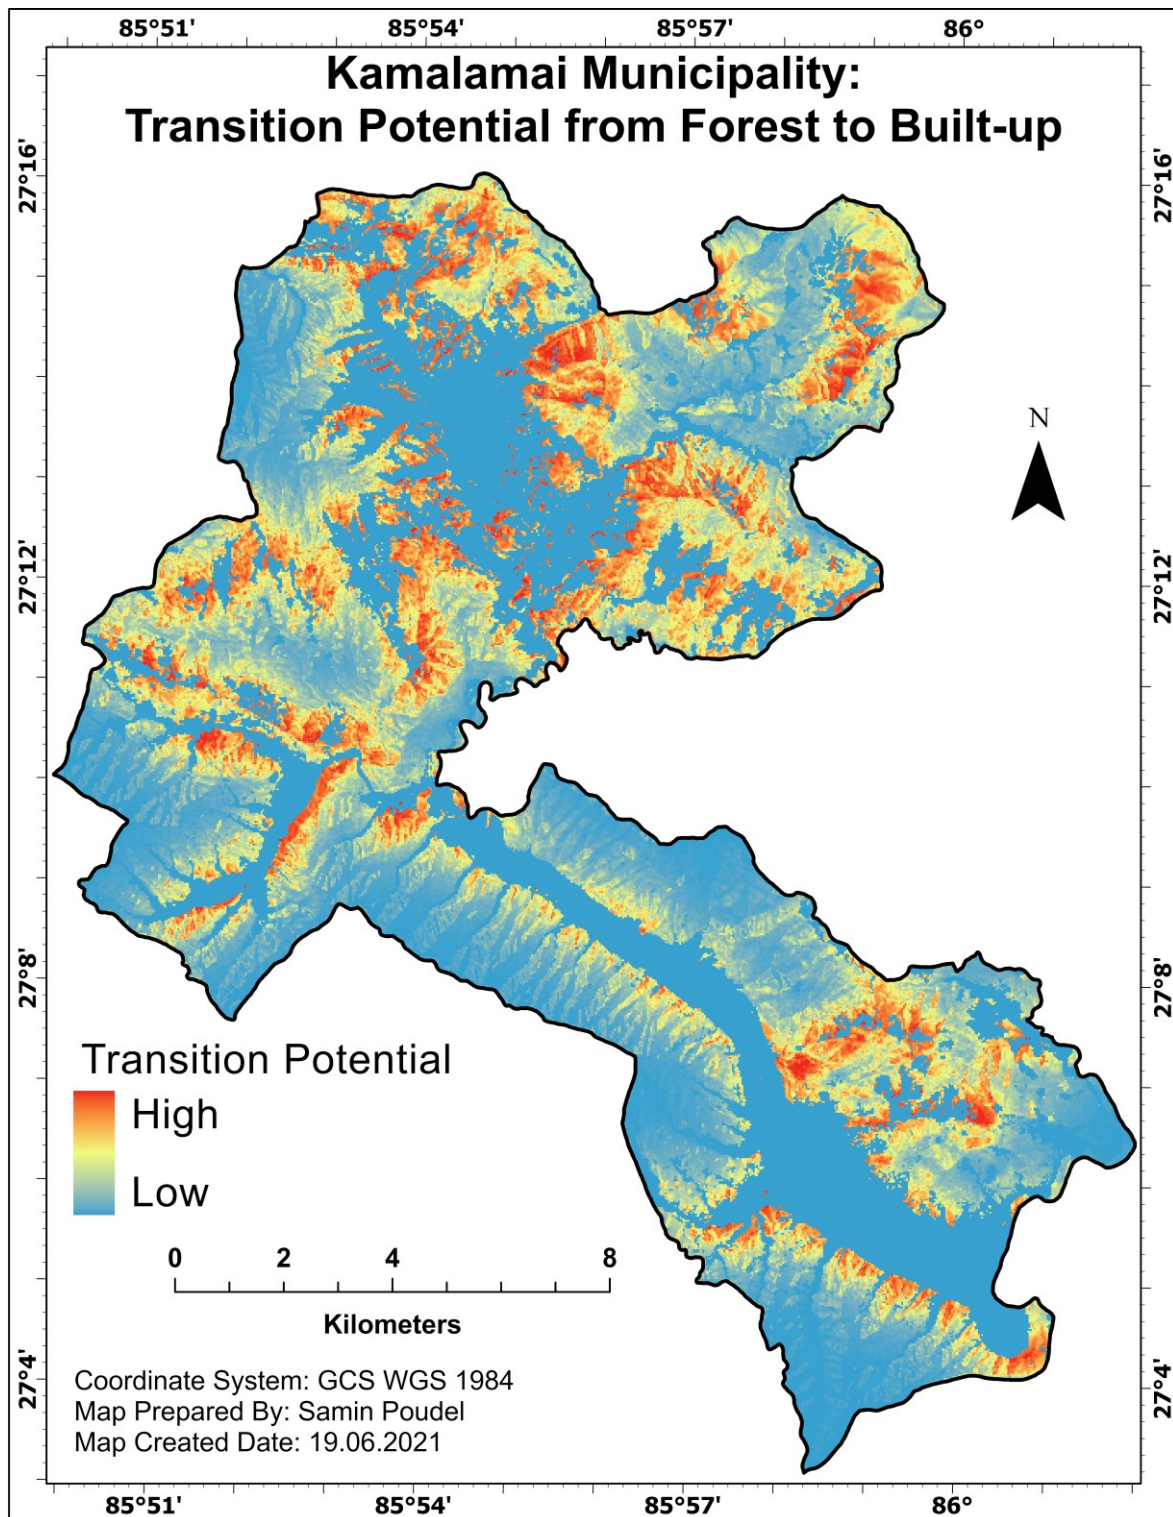 85°51' 85°54' 85°57' 86°
Kamalamai Municipality:
Transition Potential from Forest to Built-up
27°16' 27°16'
N
27°12' 27°12'
27°8' 27°8'
Transition Potential
High
Low
0 2 4 8
Kilometers
27°4' 27°4'
Coordinate System: GCS WGS 1984
Map Prepared By: Samin Poudel
Map Created Date: 19.06.2021
85°51' 85°54' 85°57' 86°